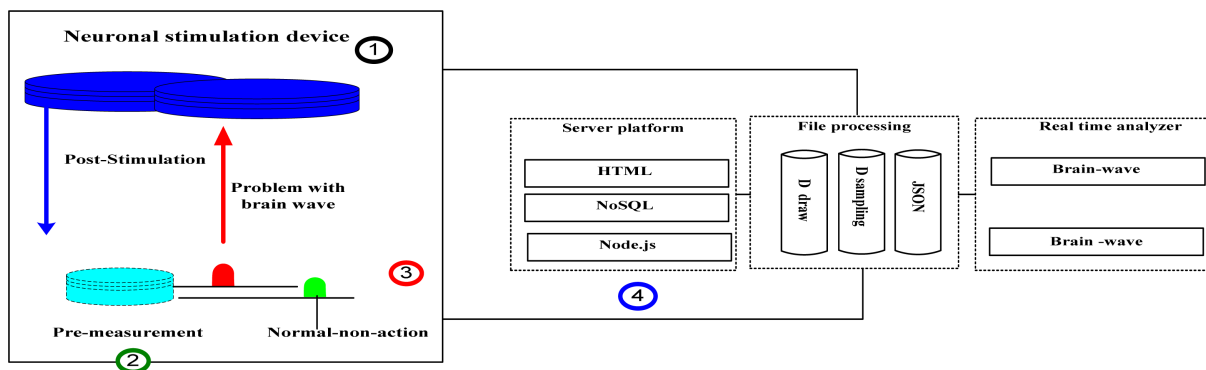 Neuronal stimulation device
1
Post-Stimulation
Problem with
brain wave
3
Pre-measurement
Normal-non-action
2
Server platform
HTML
NoSQL
Node.js
4
File processing
D draw
D sampling
JSON
Real time analyzer
Brain-wave
Brain -wave